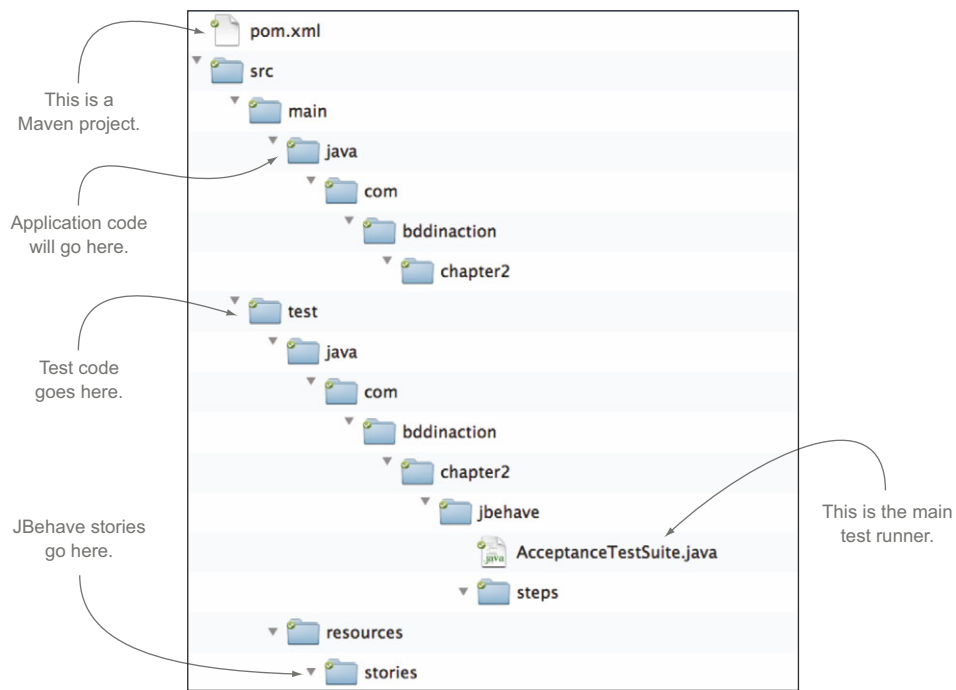 pom.xml
src
This is a
Maven project.
main
java
com
Application code
will go here.
bddinaction
chapter2
test
java
Test code
goes here.
com
bddinaction
chapter2
jbehave
This is the main
test runner.
JBehave stories
go here.
java
AcceptanceTestSuite.java
steps
resources
stories